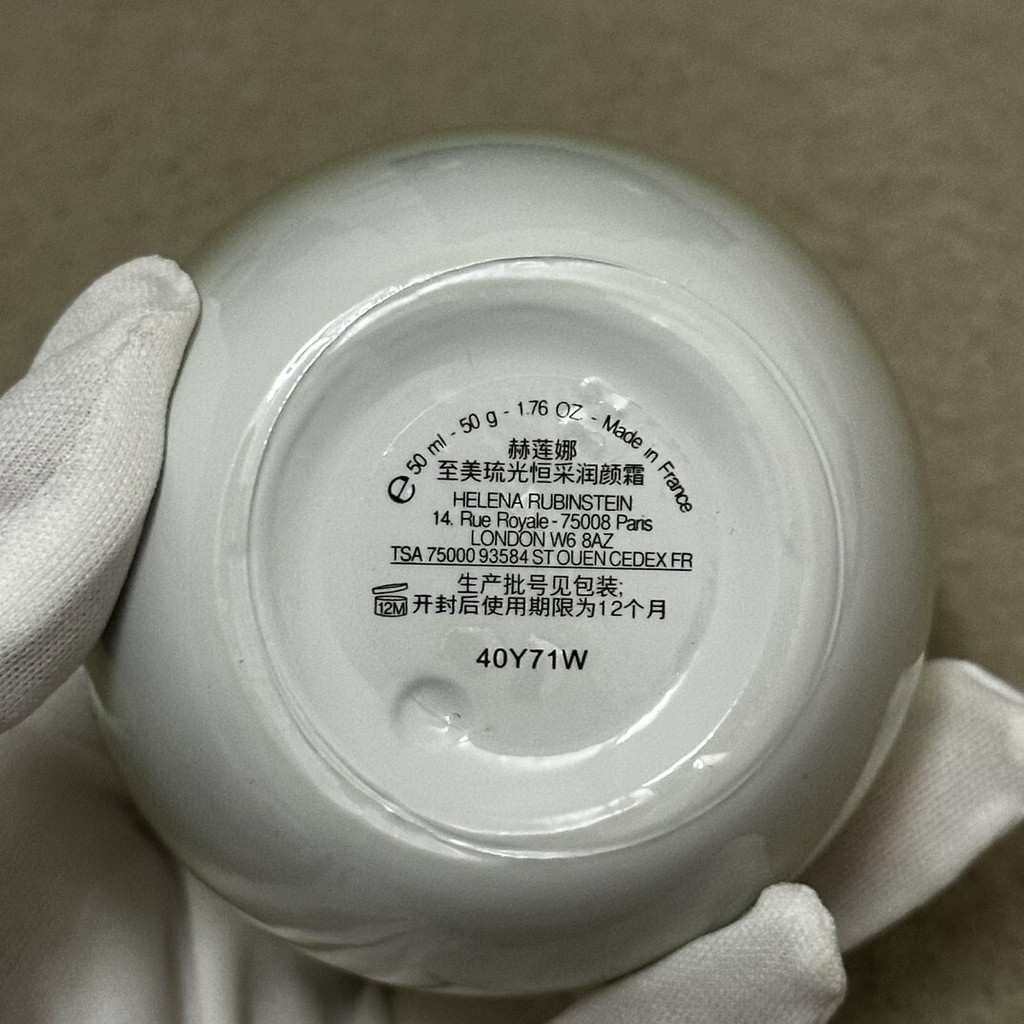 e 50 ml - 50 g - 1.76 OZ. - Made in France
赫莲娜
至美琉光恒采润颜霜
HELENA RUBINSTEIN
14. Rue Royale - 75008 Paris
LONDON W6 8AZ
TSA 75000 93584 ST OUEN CEDEX FR
生产批号见包装;
12M 开封后使用期限为12个月
40Y71W